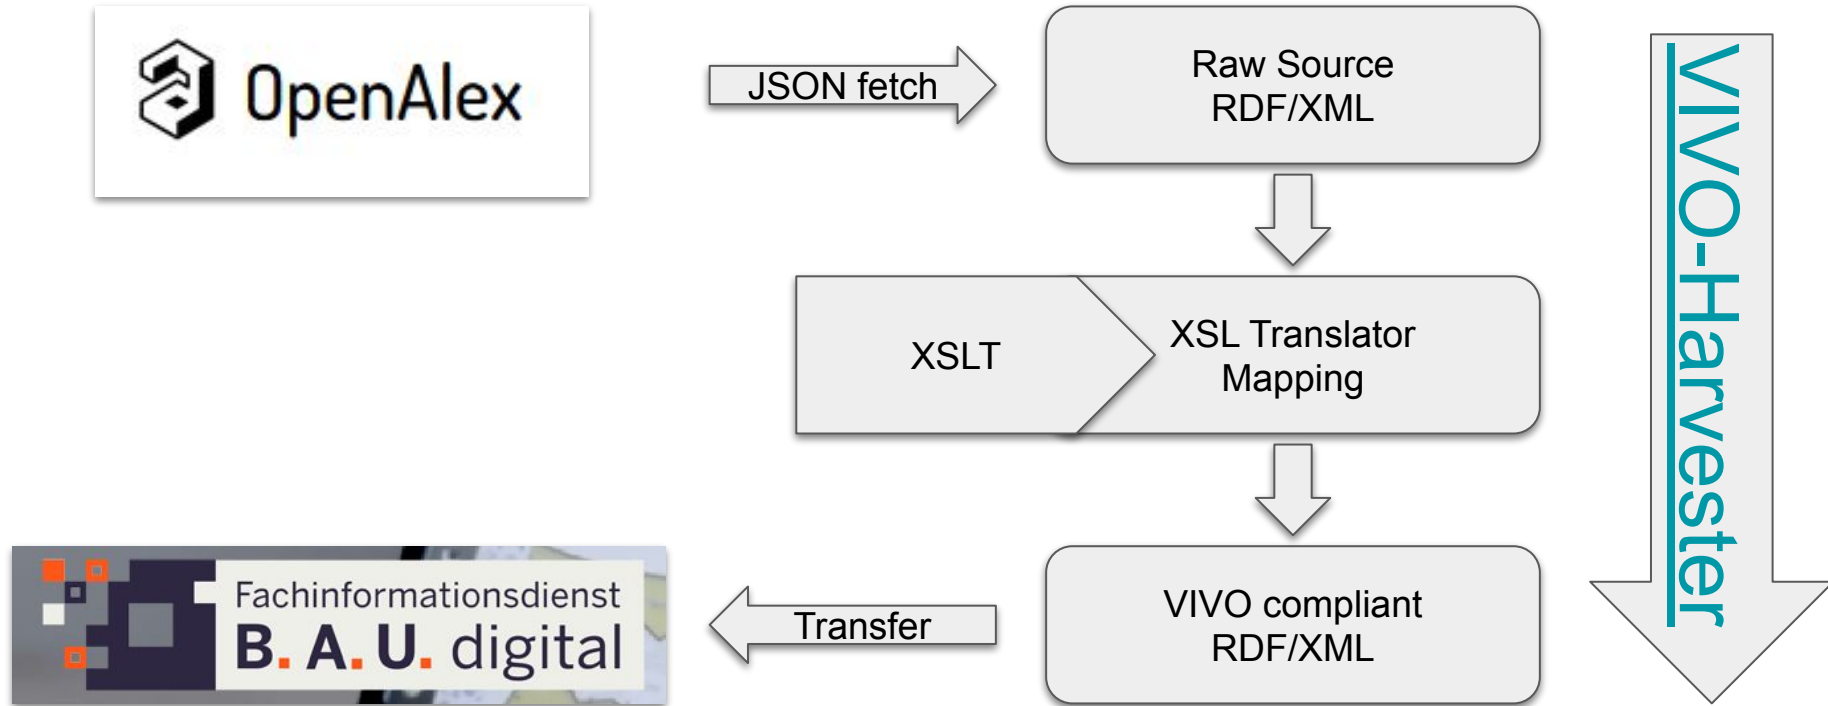 OpenAlex
JSON fetch
Raw Source
RDF/XML
XSLT
XSL Translator
Mapping
VIVO compliant
RDF/XML
Transfer
Fachinformationsdienst
B. A. U. digital
VIVO-Harvester